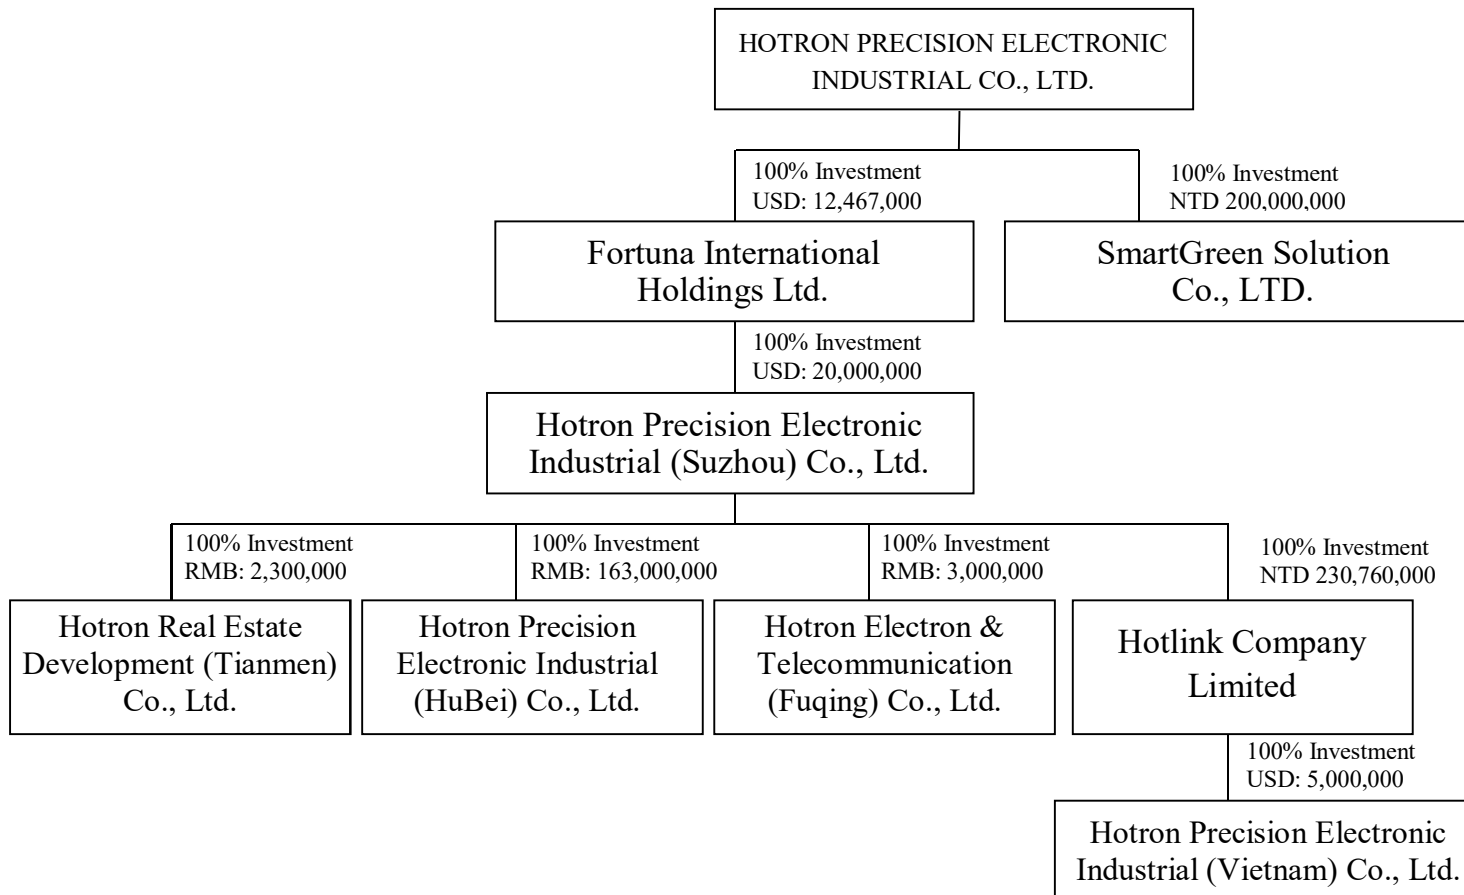 HOTRON PRECISION ELECTRONIC
INDUSTRIAL CO., LTD.
100% Investment
USD: 12,467,000
100% Investment
NTD 200,000,000
Fortuna International
Holdings Ltd.
SmartGreen Solution
Co., LTD.
100% Investment
USD: 20,000,000
Hotron Precision Electronic
Industrial (Suzhou) Co., Ltd.
100% Investment
RMB: 2,300,000
100% Investment
RMB: 163,000,000
100% Investment
RMB: 3,000,000
100% Investment
NTD 230,760,000
Hotron Real Estate
Development (Tianmen)
Co., Ltd.
Hotron Precision
Electronic Industrial
(HuBei) Co., Ltd.
Hotron Electron &
Telecommunication
(Fuqing) Co., Ltd.
Hotlink Company
Limited
100% Investment
USD: 5,000,000
Hotron Precision Electronic
Industrial (Vietnam) Co., Ltd.